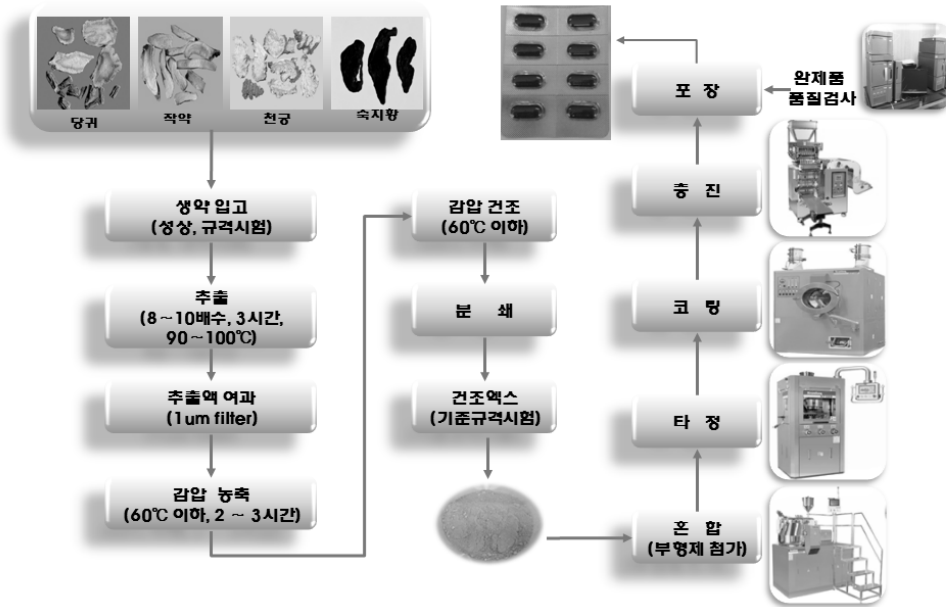 당귀
작약
천궁
숙지황
생약 입고
(성상, 규격시험)
추출
(8～10배수, 3시간,
90～100℃)
추출액 여과
(1um filter)
감압 농축
(60℃ 이하, 2 ～ 3시간)
감압 건조
(60℃ 이하)
분 쇄
건조엑스
(기준규격시험)
혼 합
(부형제 첨가)
타 정
코 팅
충 진
포 장
완제품
품질검사